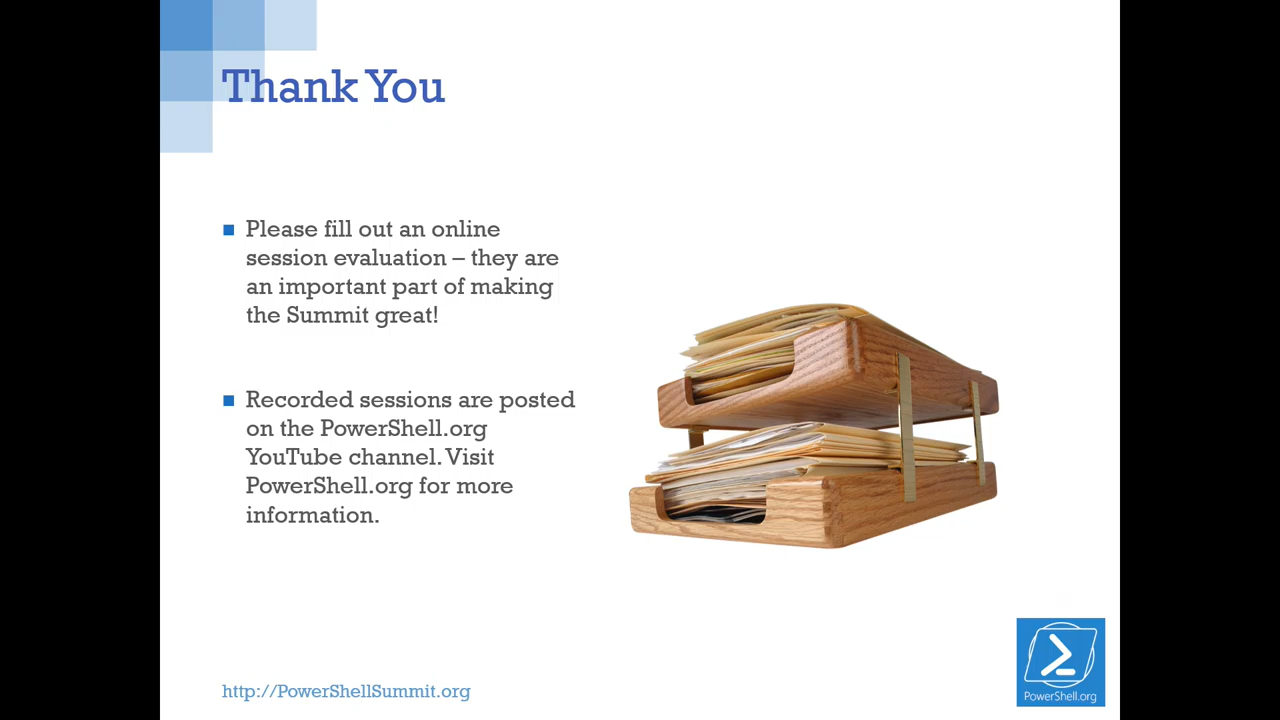 Thank You
■ Please fill out an online
session evaluation – they are
an important part of making
the Summit great!
■ Recorded sessions are posted
on the PowerShell.org
YouTube channel. Visit
PowerShell.org for more
information.
http://PowerShellSummit.org
PowerShell.org